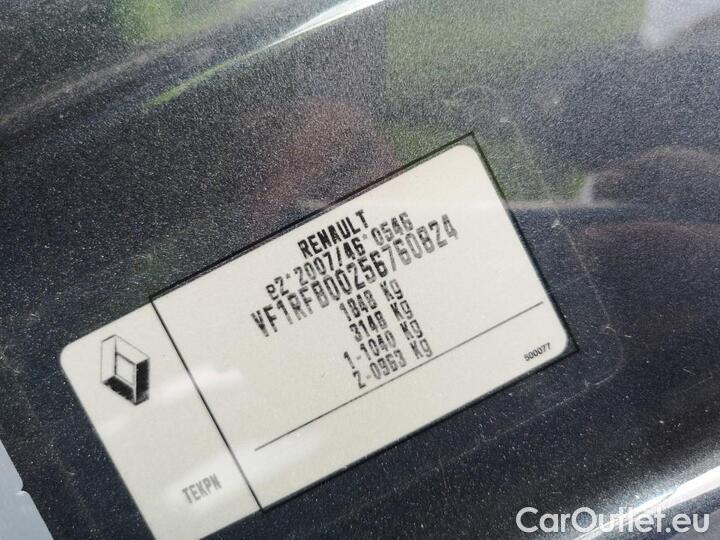 RENAULT
e2*2007/46*0546
VF1RFB00256760824
1848 Kg
3148 Kg
1-1040 Kg
2-0963 Kg
500077
TEKPN
CarOutlet.eu